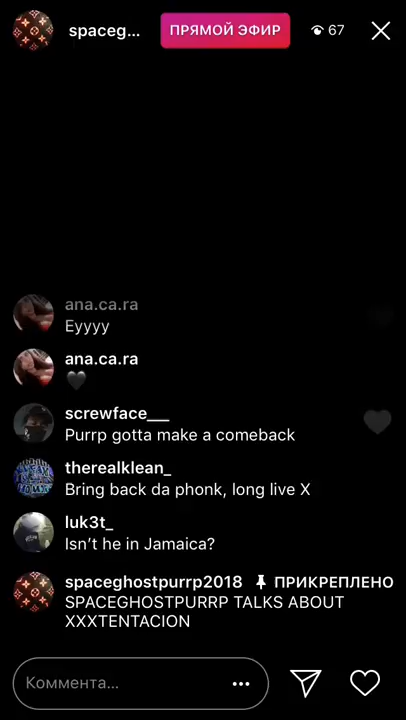 spaceg...
ПРЯМОЙ ЭФИР
67
ana.ca.ra
Eyyyy
ana.ca.ra
🖤
screwface___
Purrp gotta make a comeback
therealklean_
Bring back da phonk, long live X
luk3t_
Isn’t he in Jamaica?
spaceghostpurrp2018 ПРИКРЕПЛЕНО
SPACEGHOSTPURRP TALKS ABOUT
XXXTENTACION
Коммента...